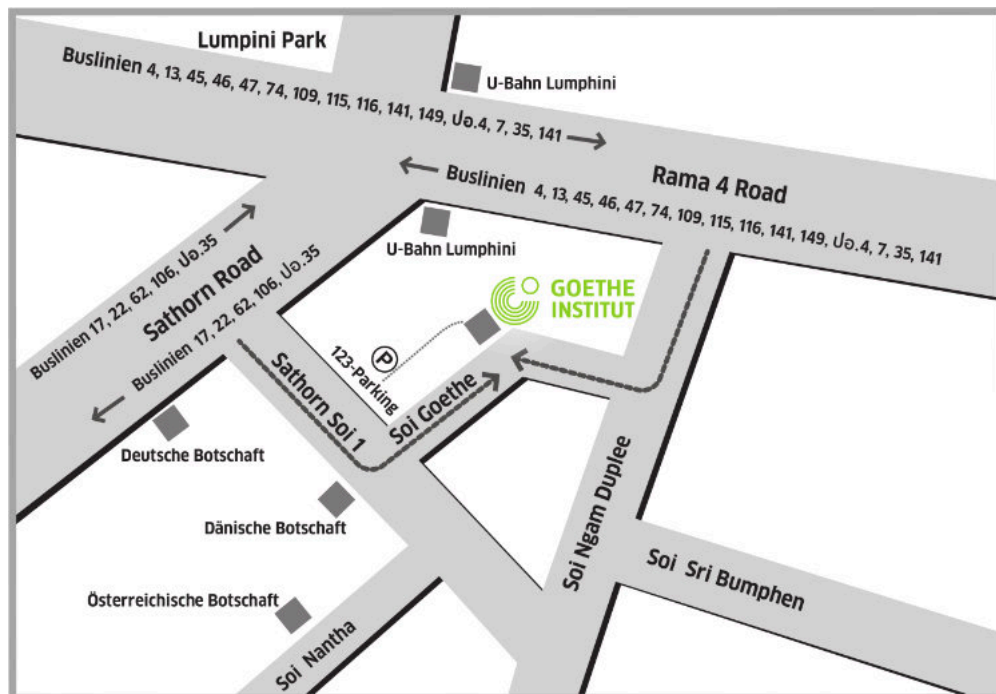 Lumpini Park
Buslinien 4, 13, 45, 46, 47, 74, 109, 115, 116, 141, 149, ปอ.4, 7, 35, 141
U-Bahn Lumphini
Rama 4 Road
Buslinien 4, 13, 45, 46, 47, 74, 109, 115, 116, 141, 149, ปอ.4, 7, 35, 141
U-Bahn Lumphini
Buslinien 17, 22, 62, 106, ปอ.35
Sathorn Road
Buslinien 17, 22, 62, 106, ปอ.35
GOETHE
INSTITUT
P
123-Parking
Sathorn Soi 1
Soi Goethe
Deutsche Botschaft
Dänische Botschaft
Österreichische Botschaft
Soi Nantha
Soi Ngam Duplee
Soi Sri Bumphen